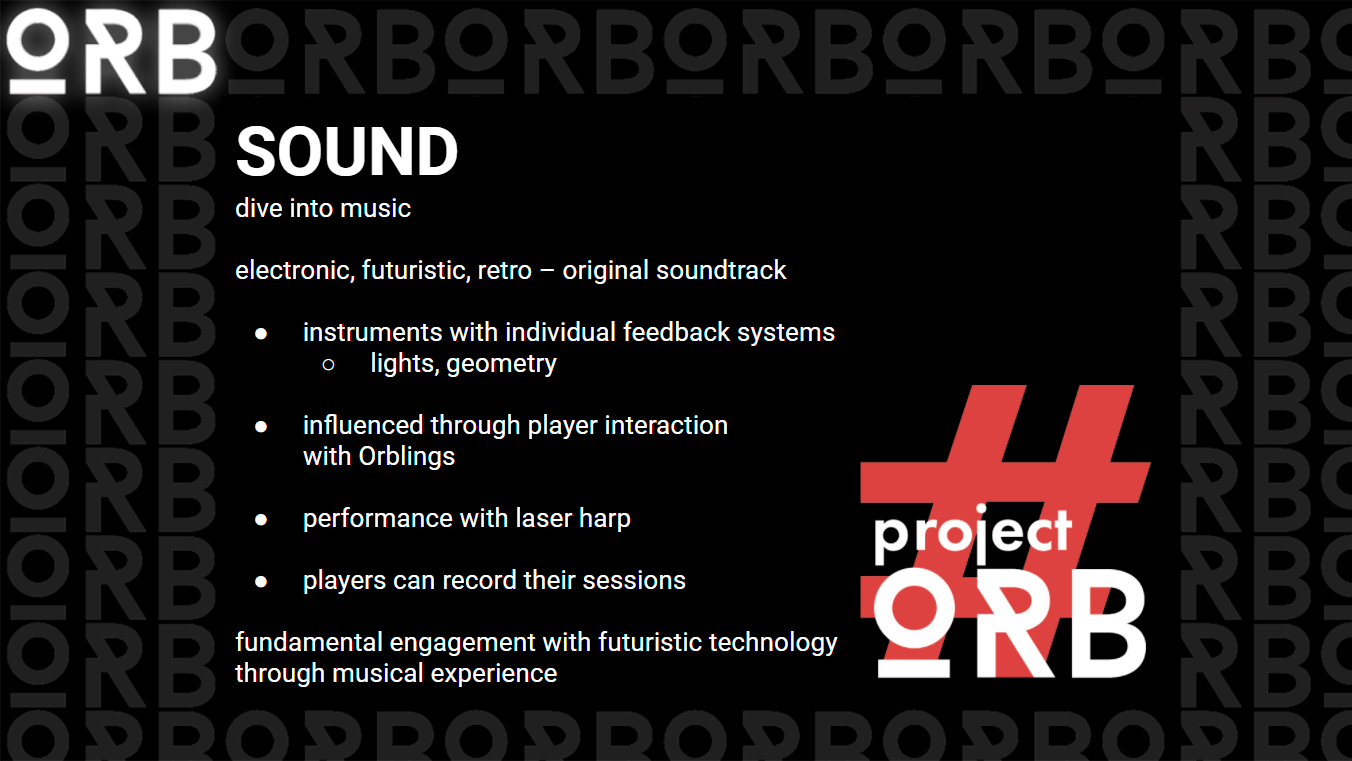 ORB
SOUND
dive into music
electronic, futuristic, retro – original soundtrack
● instruments with individual feedback systems
○ lights, geometry
● influenced through player interaction
with Orblings
● performance with laser harp
● players can record their sessions
fundamental engagement with futuristic technology
through musical experience
#
project
ORB